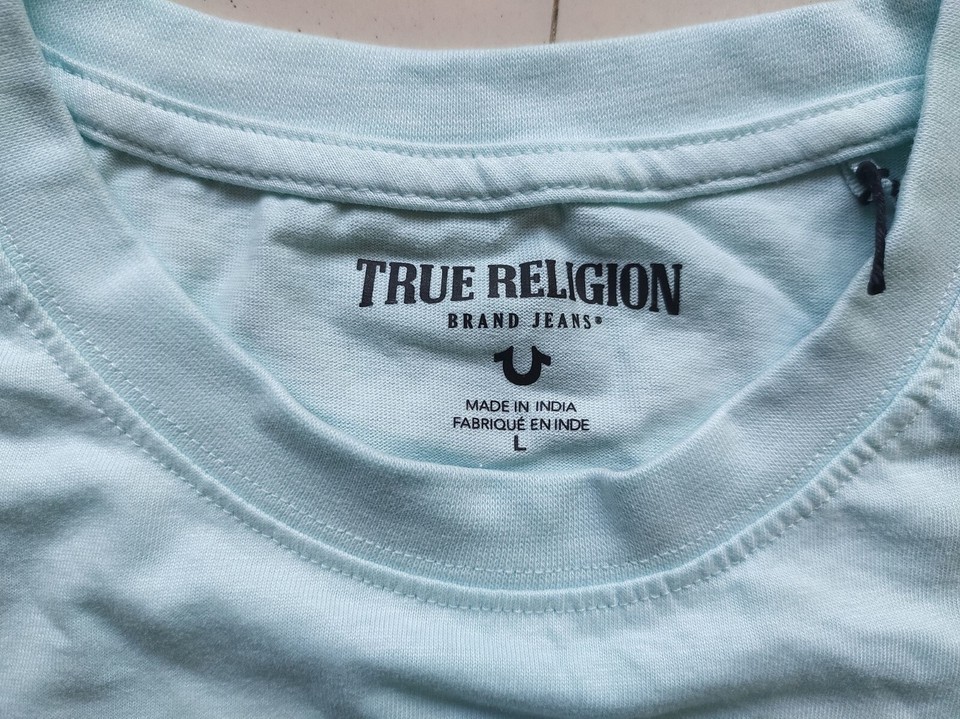 TRUE RELIGION
BRAND JEANS®
MADE IN INDIA
FABRIQUÉ EN INDE
L